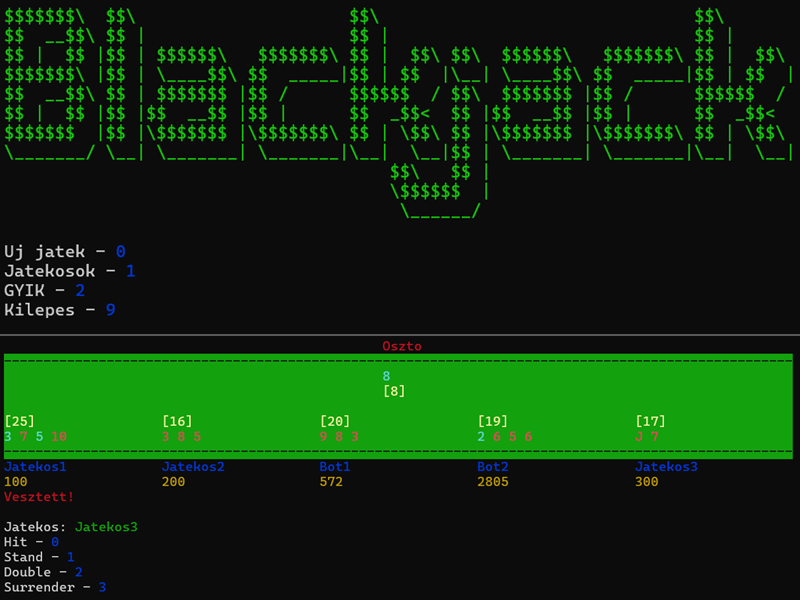 Blackjack
Uj jatek - 0
Jatekosok - 1
GYIK - 2
Kilepes - 9
Oszto
8
[8]
[25] [16] [20] [19] [17]
3 7 5 10 3 8 5 9 8 3 2 6 5 6 J 7
Jatekos1 Jatekos2 Bot1 Bot2 Jatekos3
100 200 572 2805 300
Vesztett!
Jatekos: Jatekos3
Hit - 0
Stand - 1
Double - 2
Surrender - 3